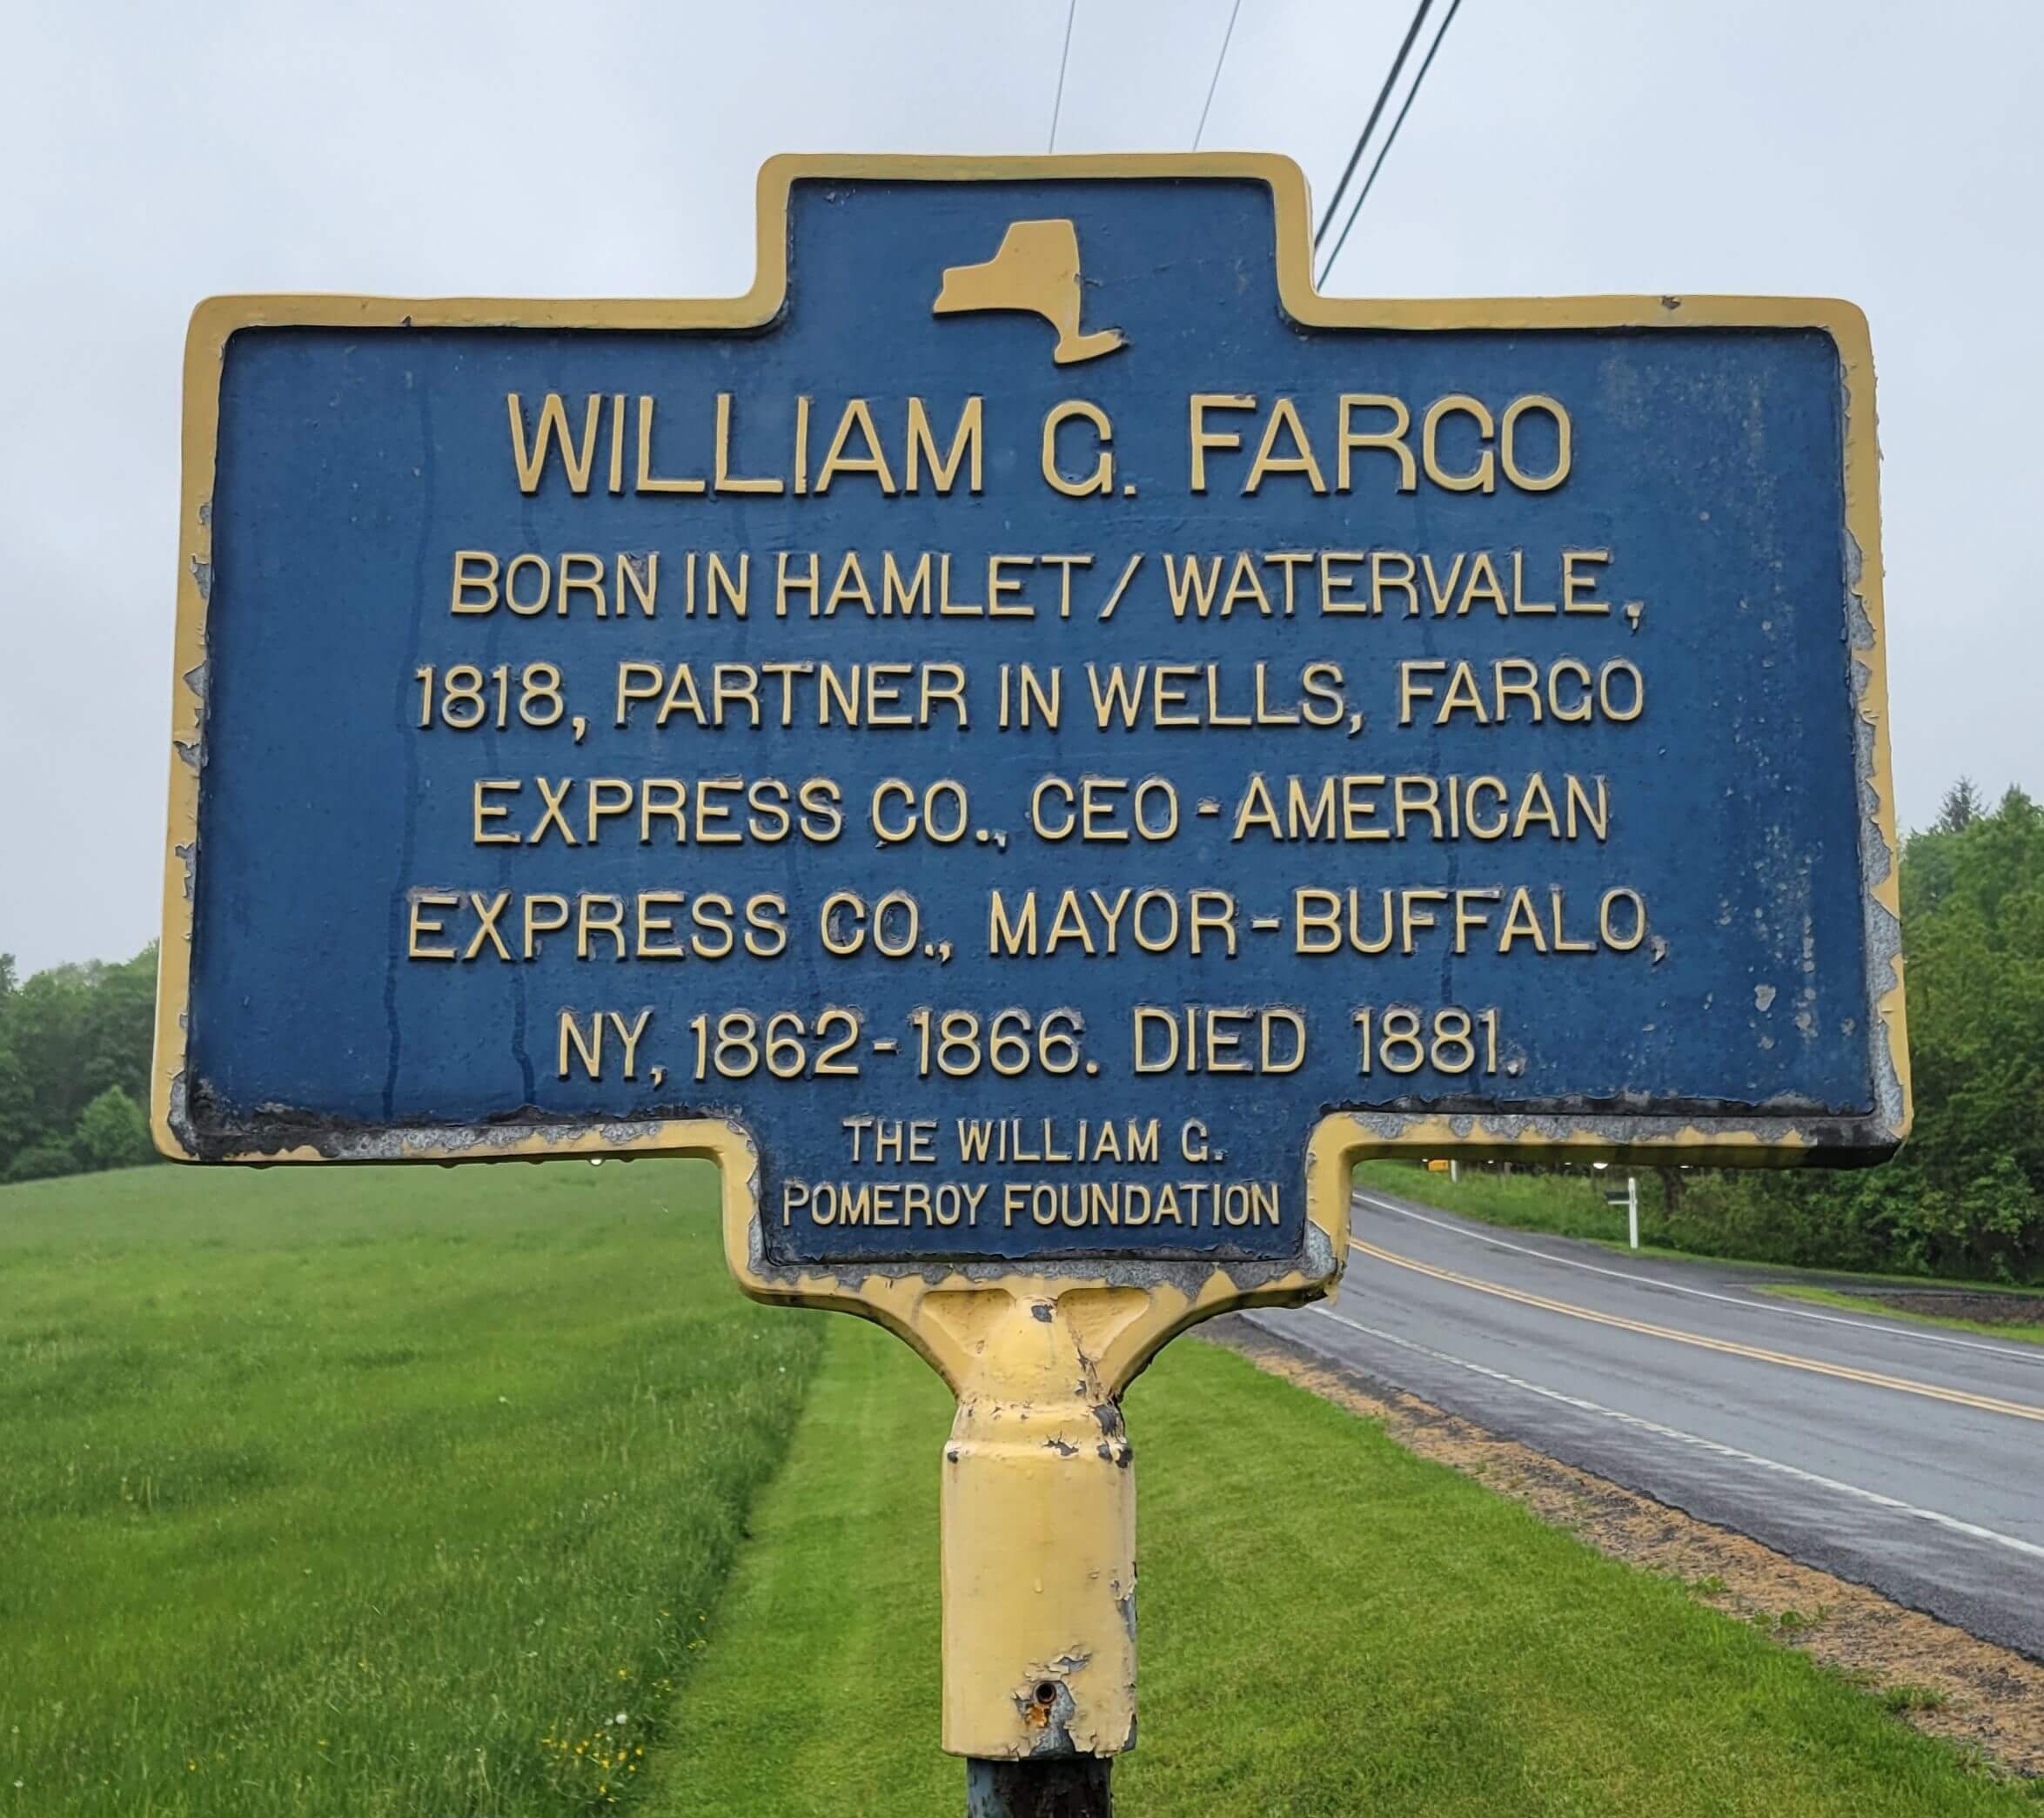 WILLIAM G. FARGO
BORN IN HAMLET/WATERVALE,
1818, PARTNER IN WELLS, FARGO
EXPRESS CO., CEO-AMERICAN
EXPRESS CO., MAYOR-BUFFALO,
NY, 1862-1866. DIED 1881.
THE WILLIAM G.
POMEROY FOUNDATION